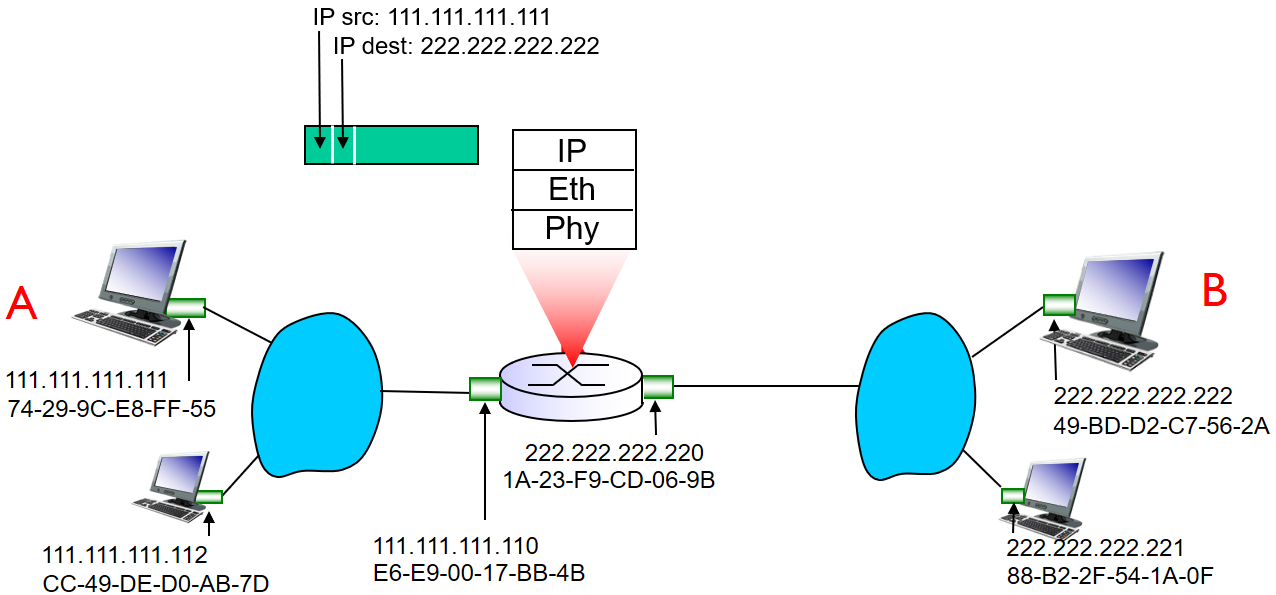 IP src: 111.111.111.111
IP dest: 222.222.222.222
IP
Eth
Phy
A
B
111.111.111.111
74-29-9C-E8-FF-55
222.222.222.222
49-BD-D2-C7-56-2A
222.222.222.220
1A-23-F9-CD-06-9B
111.111.111.112
CC-49-DE-D0-AB-7D
111.111.111.110
E6-E9-00-17-BB-4B
222.222.222.221
88-B2-2F-54-1A-0F